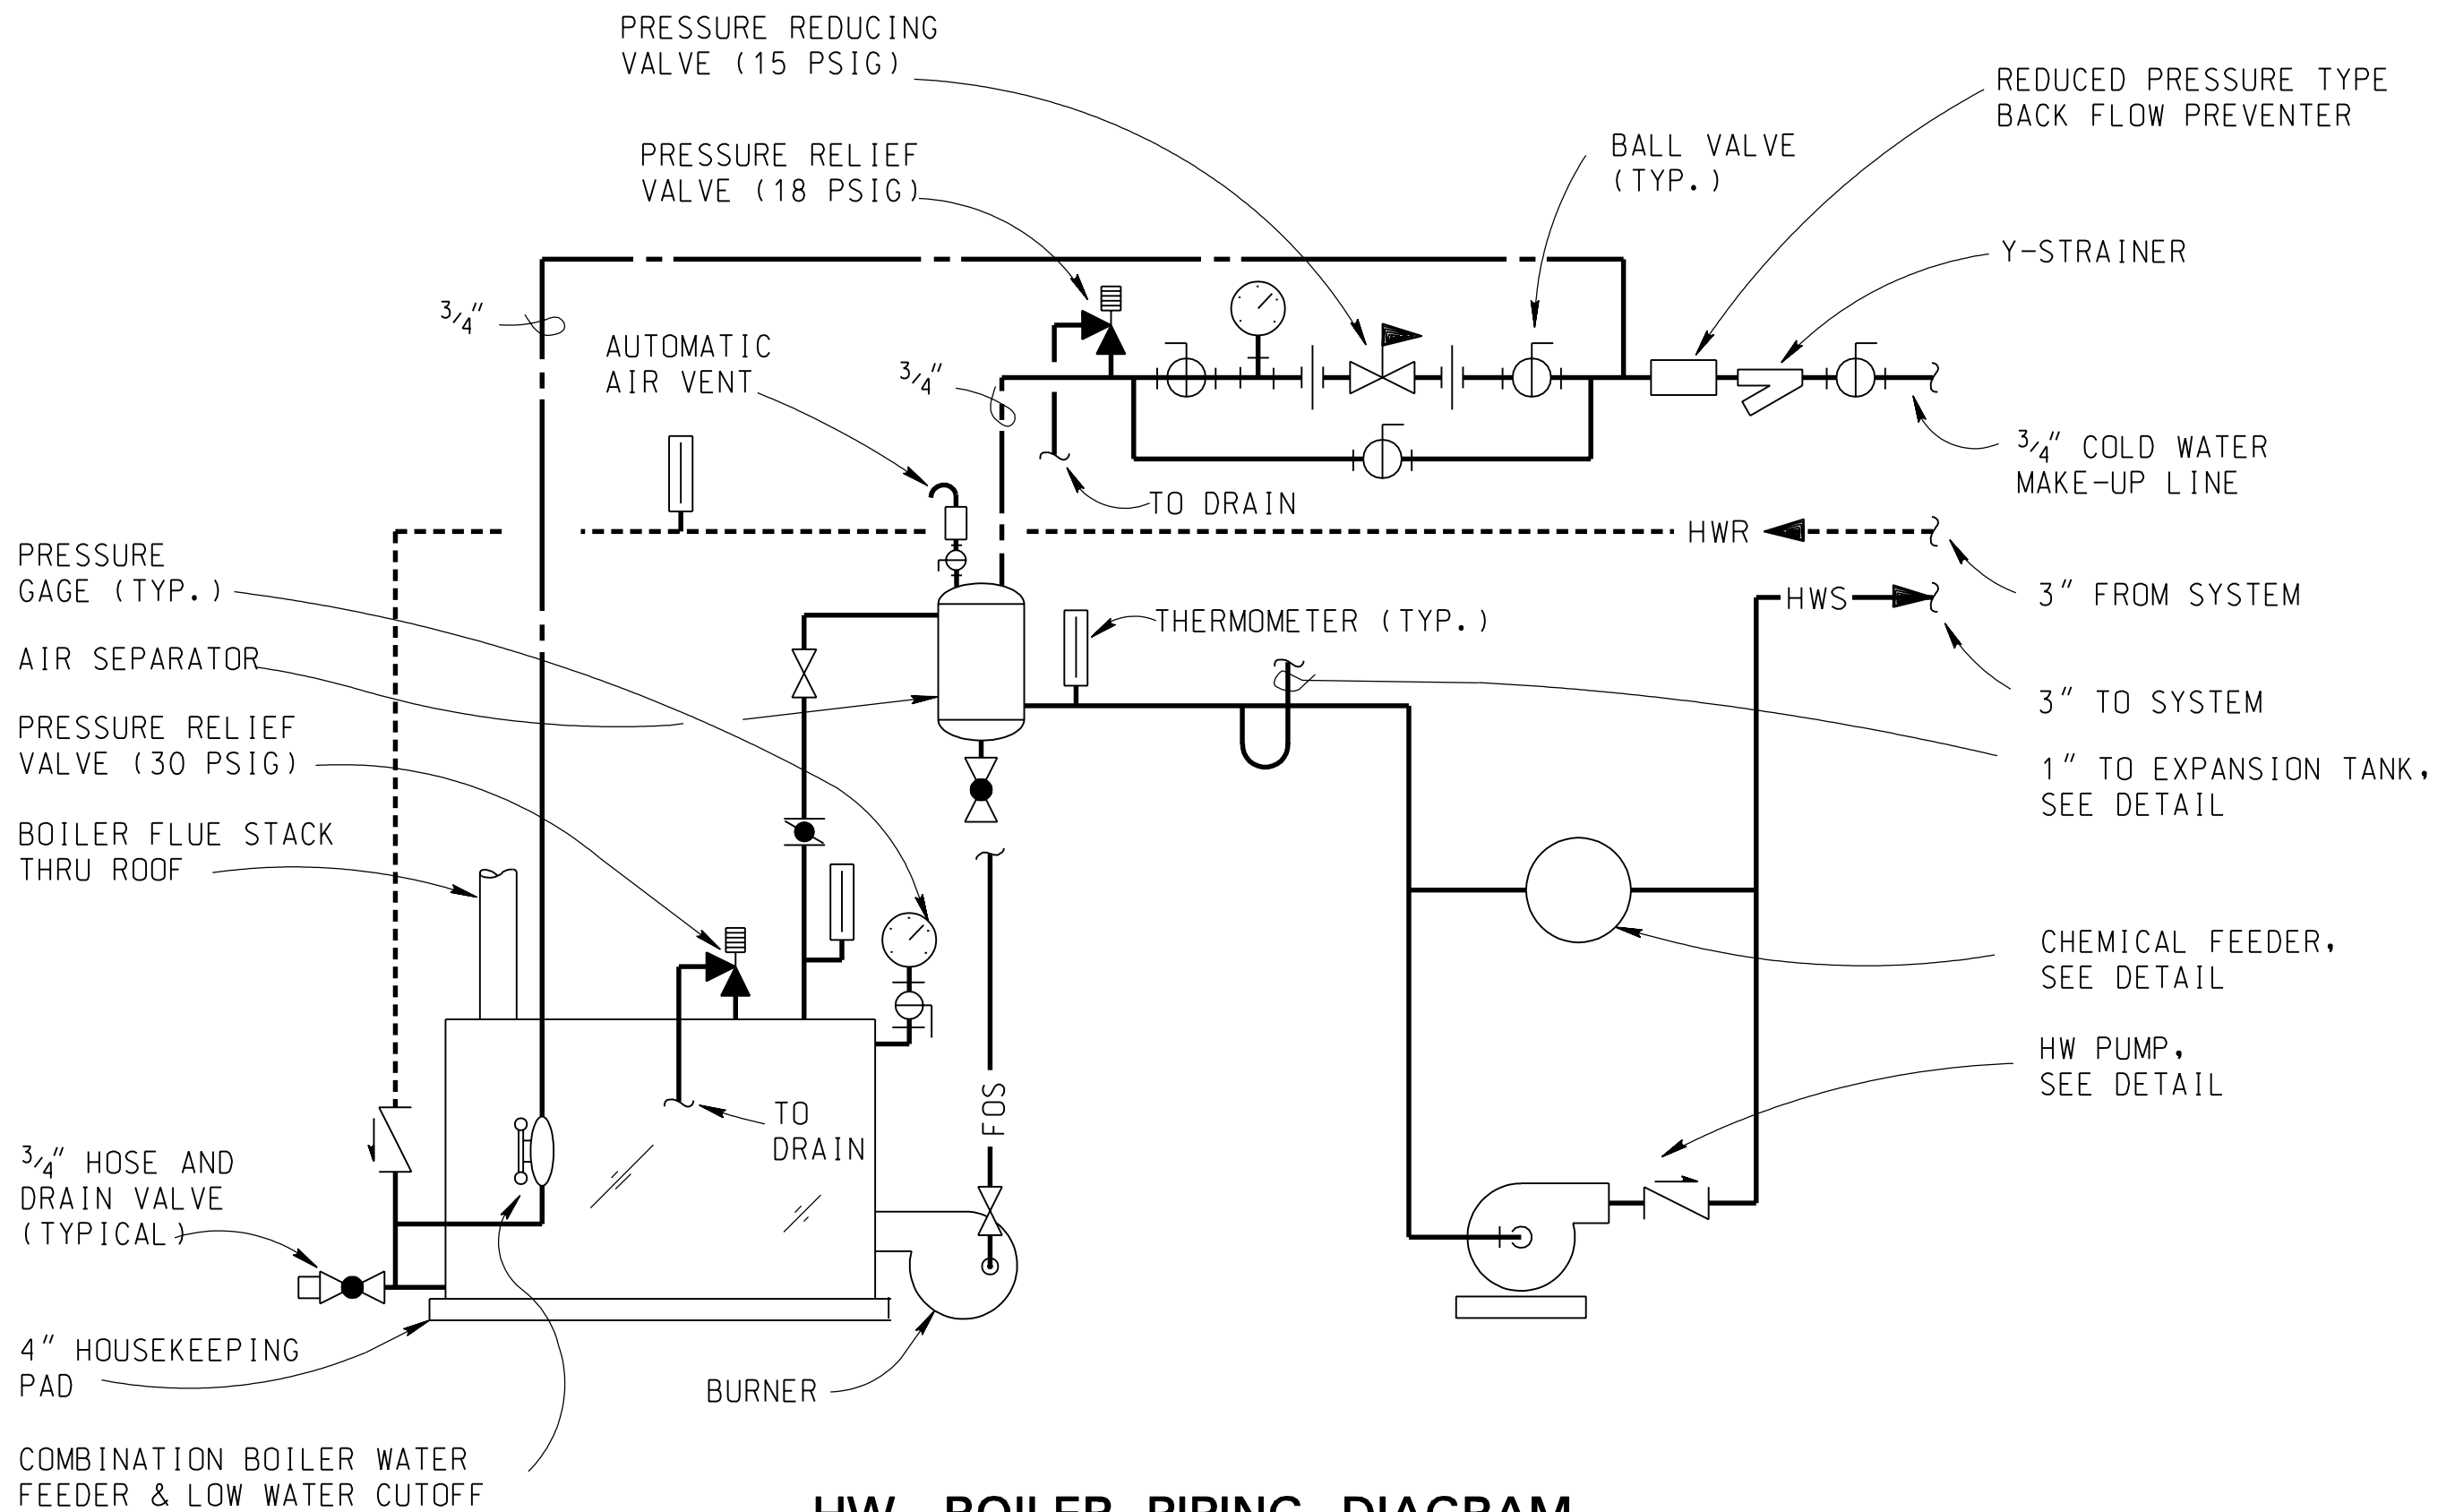 PRESSURE REDUCING
VALVE (15 PSIG)
REDUCED PRESSURE TYPE
BACK FLOW PREVENTER
BALL VALVE
(TYP.)
PRESSURE RELIEF
VALVE (18 PSIG)
Y-STRAINER
3/4"
AUTOMATIC
AIR VENT
3/4"
3/4" COLD WATER
MAKE-UP LINE
TO DRAIN
HWR
PRESSURE
GAGE (TYP.)
3" FROM SYSTEM
HWS
THERMOMETER (TYP.)
AIR SEPARATOR
3" TO SYSTEM
PRESSURE RELIEF
VALVE (30 PSIG)
1" TO EXPANSION TANK,
SEE DETAIL
BOILER FLUE STACK
THRU ROOF
CHEMICAL FEEDER,
SEE DETAIL
HW PUMP,
SEE DETAIL
FOS
TO
DRAIN
3/4" HOSE AND
DRAIN VALVE
(TYPICAL)
4" HOUSEKEEPING
PAD
BURNER
COMBINATION BOILER WATER
FEEDER & LOW WATER CUTOFF
HW BOILER PIPING DIAGRAM